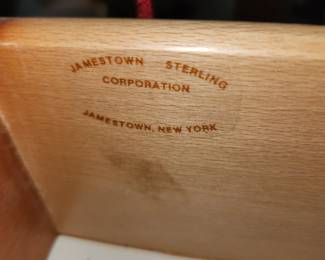 JAMESTOWN STERLING
CORPORATION
JAMESTOWN, NEW YORK